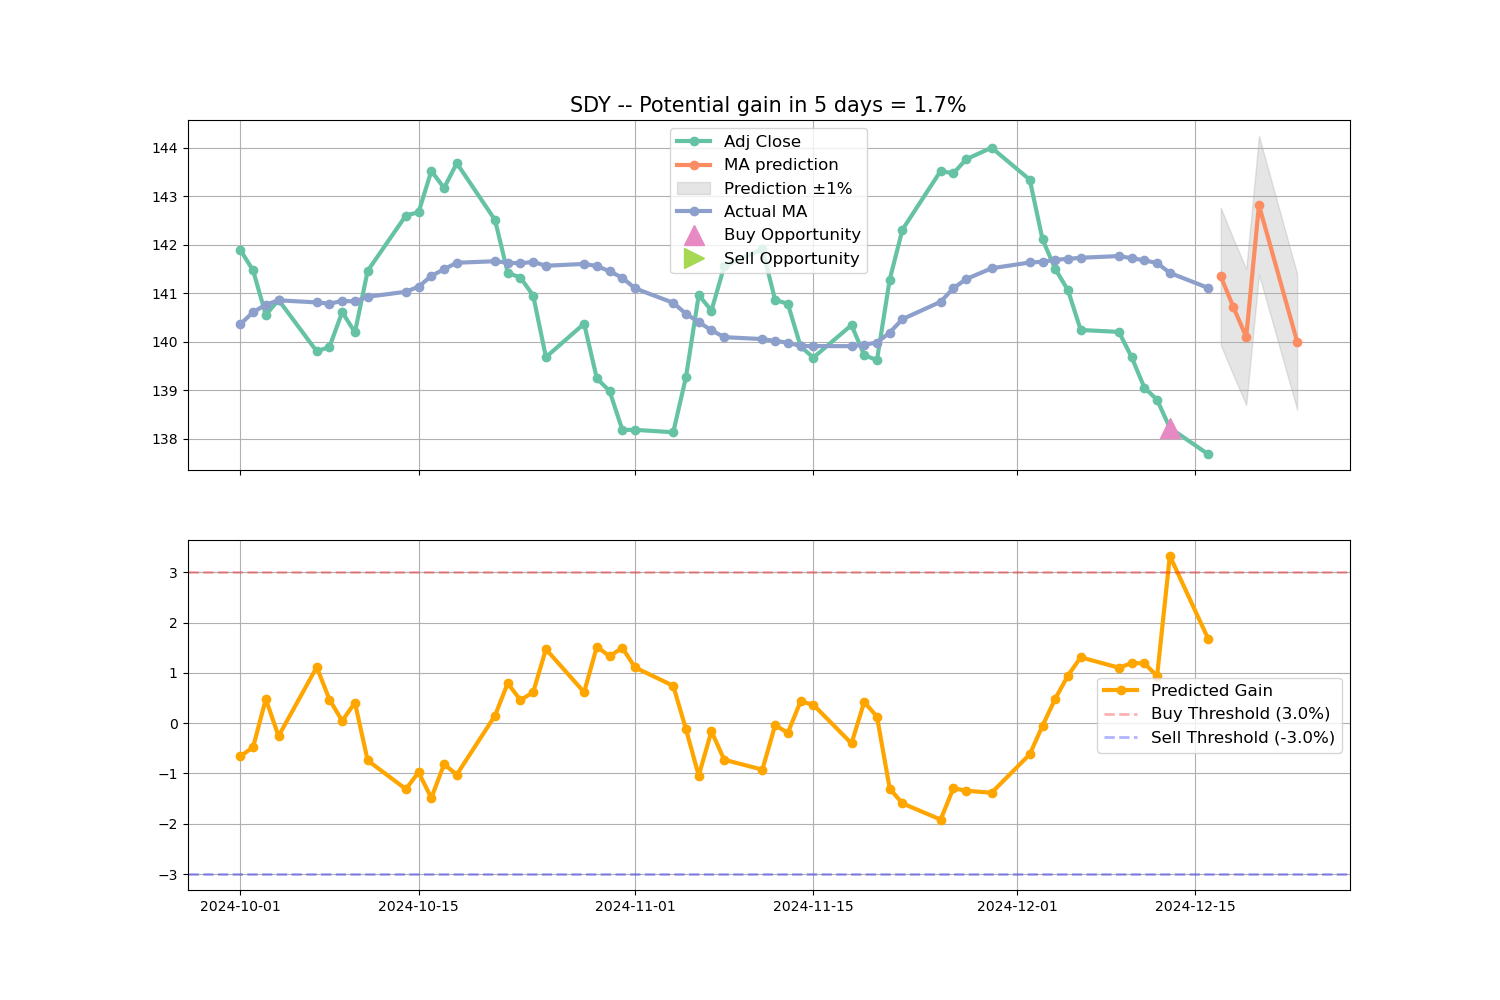 SDY -- Potential gain in 5 days = 1.7%
144
143
142
141
140
139
138
Adj Close
MA prediction
Prediction ±1%
Actual MA
Buy Opportunity
Sell Opportunity
3
2
1
0
−1
−2
−3
Predicted Gain
Buy Threshold (3.0%)
Sell Threshold (-3.0%)
2024-10-01
2024-10-15
2024-11-01
2024-11-15
2024-12-01
2024-12-15